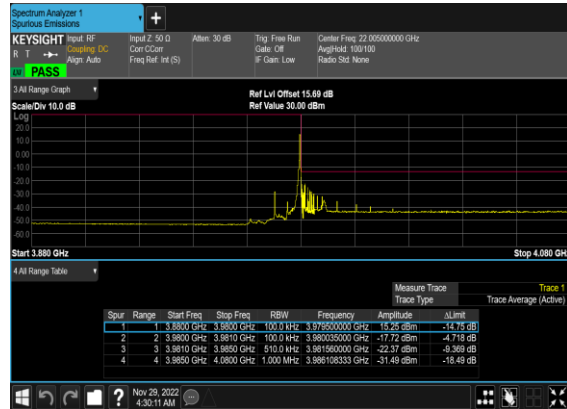 Spectrum Analyzer 1
Spurious Emissions
+
KEYSIGHT Input: RF Input Z: 50 Ω Atten: 30 dB Trig: Free Run Center Freq: 22.005000000 GHz
R T Coupling: DC Corr CCorr Gate: Off Avg|Hold: 100/100
Align: Auto Freq Ref: Int (S) IF Gain: Low Radio Std: None
PASS
3 All Range Graph
Ref Lvl Offset 15.69 dB
Scale/Div 10.0 dB Ref Value 30.00 dBm
Log
20.0
10.0
0.00
-10.0
-20.0
-30.0
-40.0
-50.0
-60.0
Start 3.880 GHz Stop 4.080 GH
4 All Range Table
Measure Trace Trace 1
Trace Type Trace Average (Active)
Spur Range Start Freq Stop Freq RBW Frequency Amplitude ΔLimit
1 1 3.8800 GHz 3.9800 GHz 100.0 kHz 3.979500000 GHz 15.25 dBm -14.75 dB
2 2 3.9800 GHz 3.9810 GHz 100.0 kHz 3.980035000 GHz -17.72 dBm -4.718 dB
3 3 3.9810 GHz 3.9850 GHz 510.0 kHz 3.981560000 GHz -22.37 dBm -9.369 dB
4 4 3.9850 GHz 4.0800 GHz 1.000 MHz 3.986108333 GHz -31.49 dBm -18.49 dB
? Nov 29, 2022
4:30:11 AM